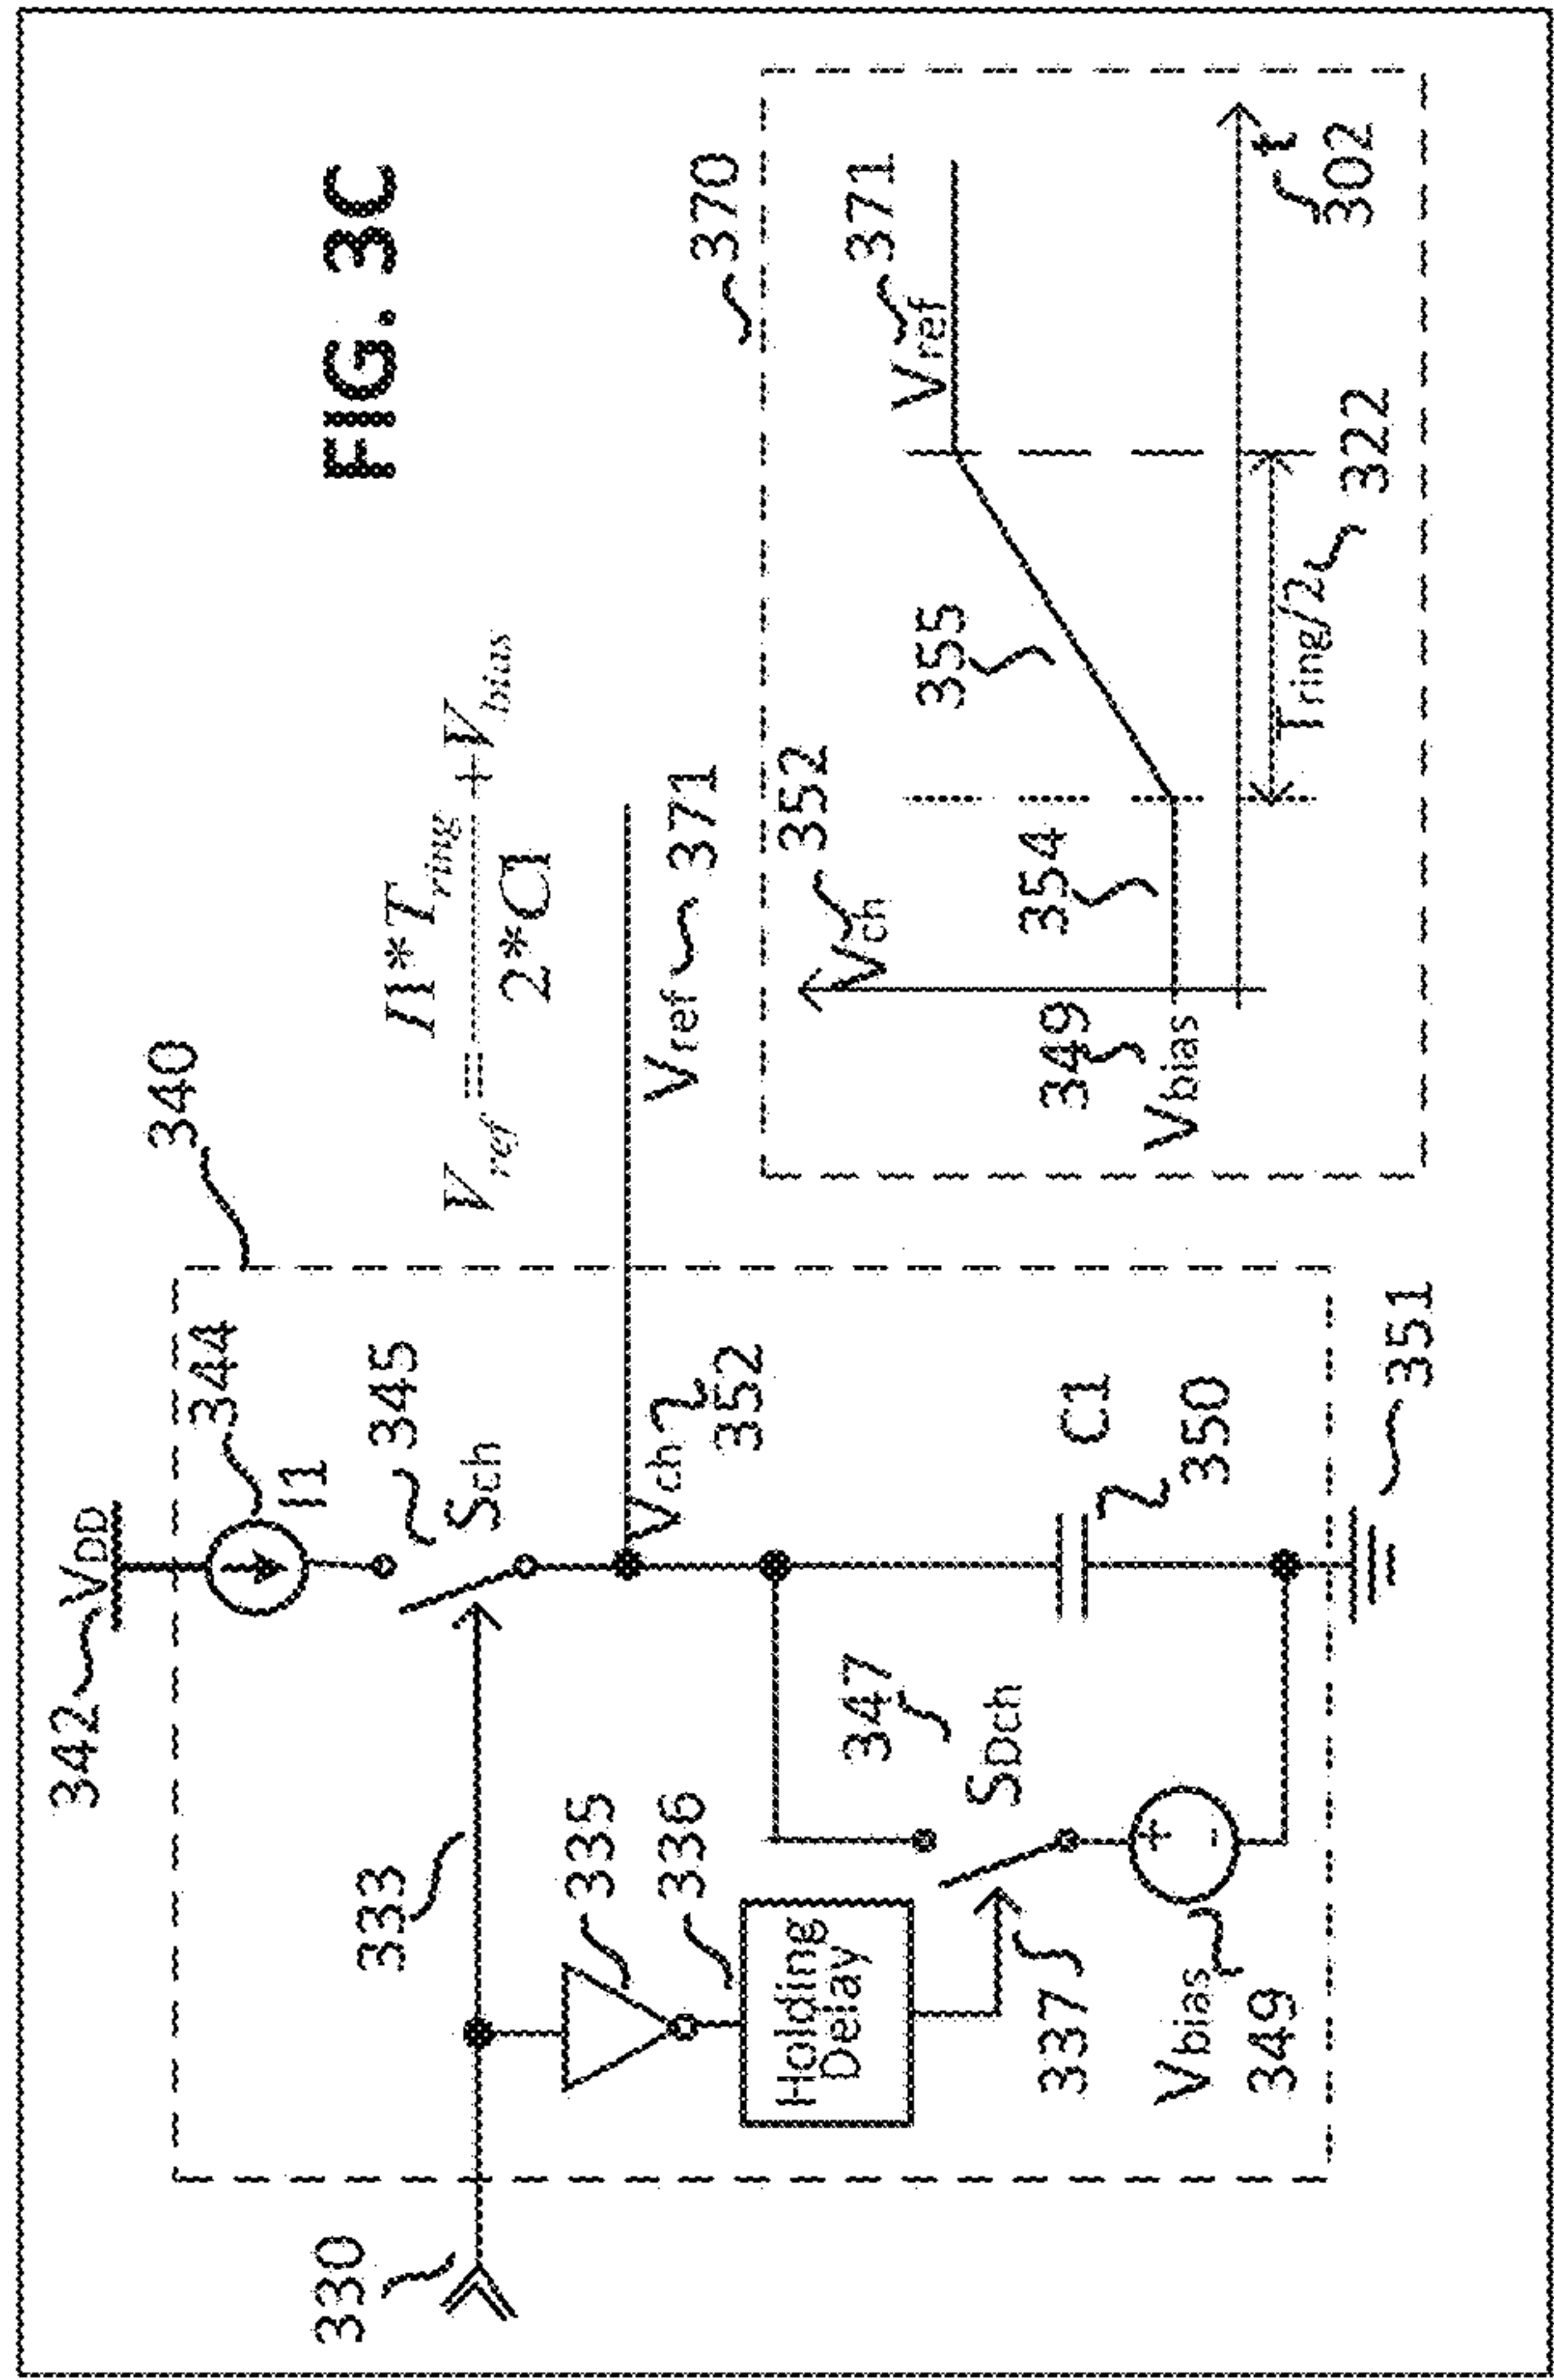 FIG. 3C
340
342
VDD
344
I1
345
Sch
330
333
335
336
Holding
Delay
337
347
SDch
Vbias
349
Vch
352
C1
350
351
Vref = I1*Tring / 2*C1 + Vbias
Vref
371
370
Vch
352
349
Vbias
354
355
Vref
371
Tring/2
322
t
302